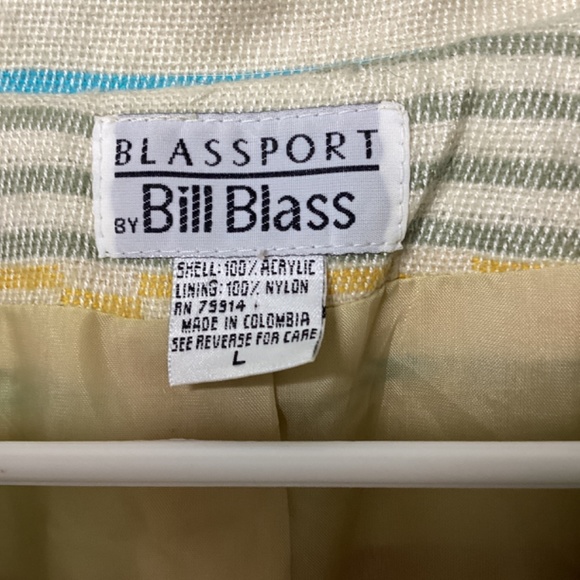 BLASSPORT
BY Bill Blass
SHELL: 100% ACRYLIC
LINING: 100% NYLON
RN 79914
MADE IN COLOMBIA
SEE REVERSE FOR CARE
L